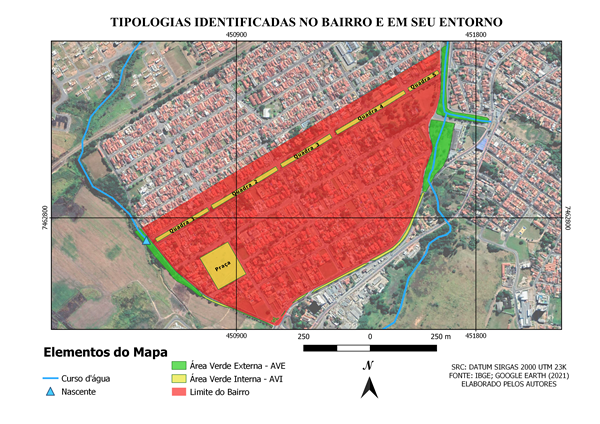 TIPOLOGIAS IDENTIFICADAS NO BAIRRO E EM SEU ENTORNO
450900
451800
7462800
7462800
Quadra 5
Quadra 4
Quadra 3
Quadra 2
Quadra 1
Praça
450900
451800
250
0
250 m
Elementos do Mapa
Curso d'água
Nascente
Área Verde Externa - AVE
Área Verde Interna - AVI
Limite do Bairro
N
SRC: DATUM SIRGAS 2000 UTM 23K
FONTE: IBGE; GOOGLE EARTH (2021)
ELABORADO PELOS AUTORES